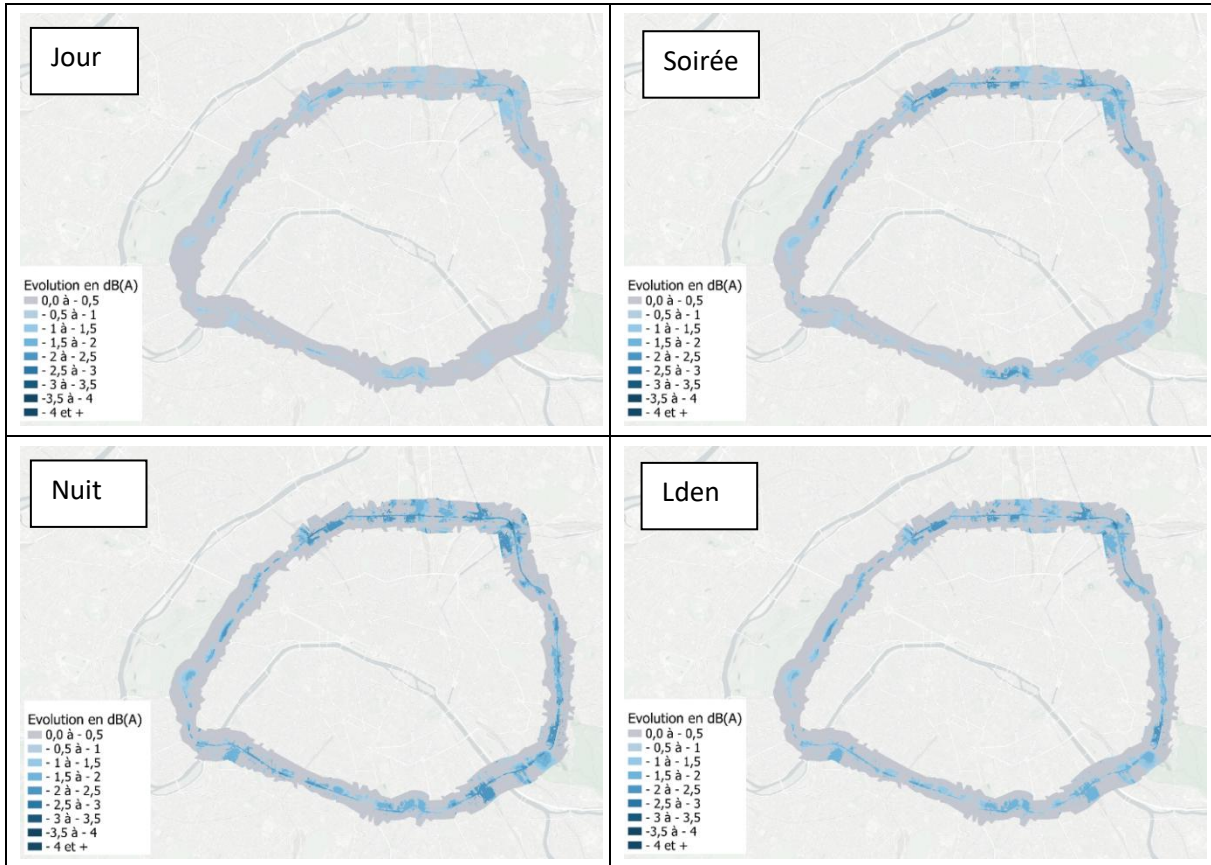 Jour
Evolution en dB(A)
0,0 à - 0,5
- 0,5 à - 1
- 1 à - 1,5
- 1,5 à - 2
- 2 à - 2,5
- 2,5 à - 3
- 3 à - 3,5
-3,5 à - 4
- 4 et +
Soirée
Evolution en dB(A)
0,0 à - 0,5
- 0,5 à - 1
- 1 à - 1,5
- 1,5 à - 2
- 2 à - 2,5
- 2,5 à - 3
- 3 à - 3,5
-3,5 à - 4
- 4 et +
Nuit
Evolution en dB(A)
0,0 à - 0,5
- 0,5 à - 1
- 1 à - 1,5
- 1,5 à - 2
- 2 à - 2,5
- 2,5 à - 3
- 3 à - 3,5
-3,5 à - 4
- 4 et +
Lden
Evolution en dB(A)
0,0 à - 0,5
- 0,5 à - 1
- 1 à - 1,5
- 1,5 à - 2
- 2 à - 2,5
- 2,5 à - 3
- 3 à - 3,5
-3,5 à - 4
- 4 et +